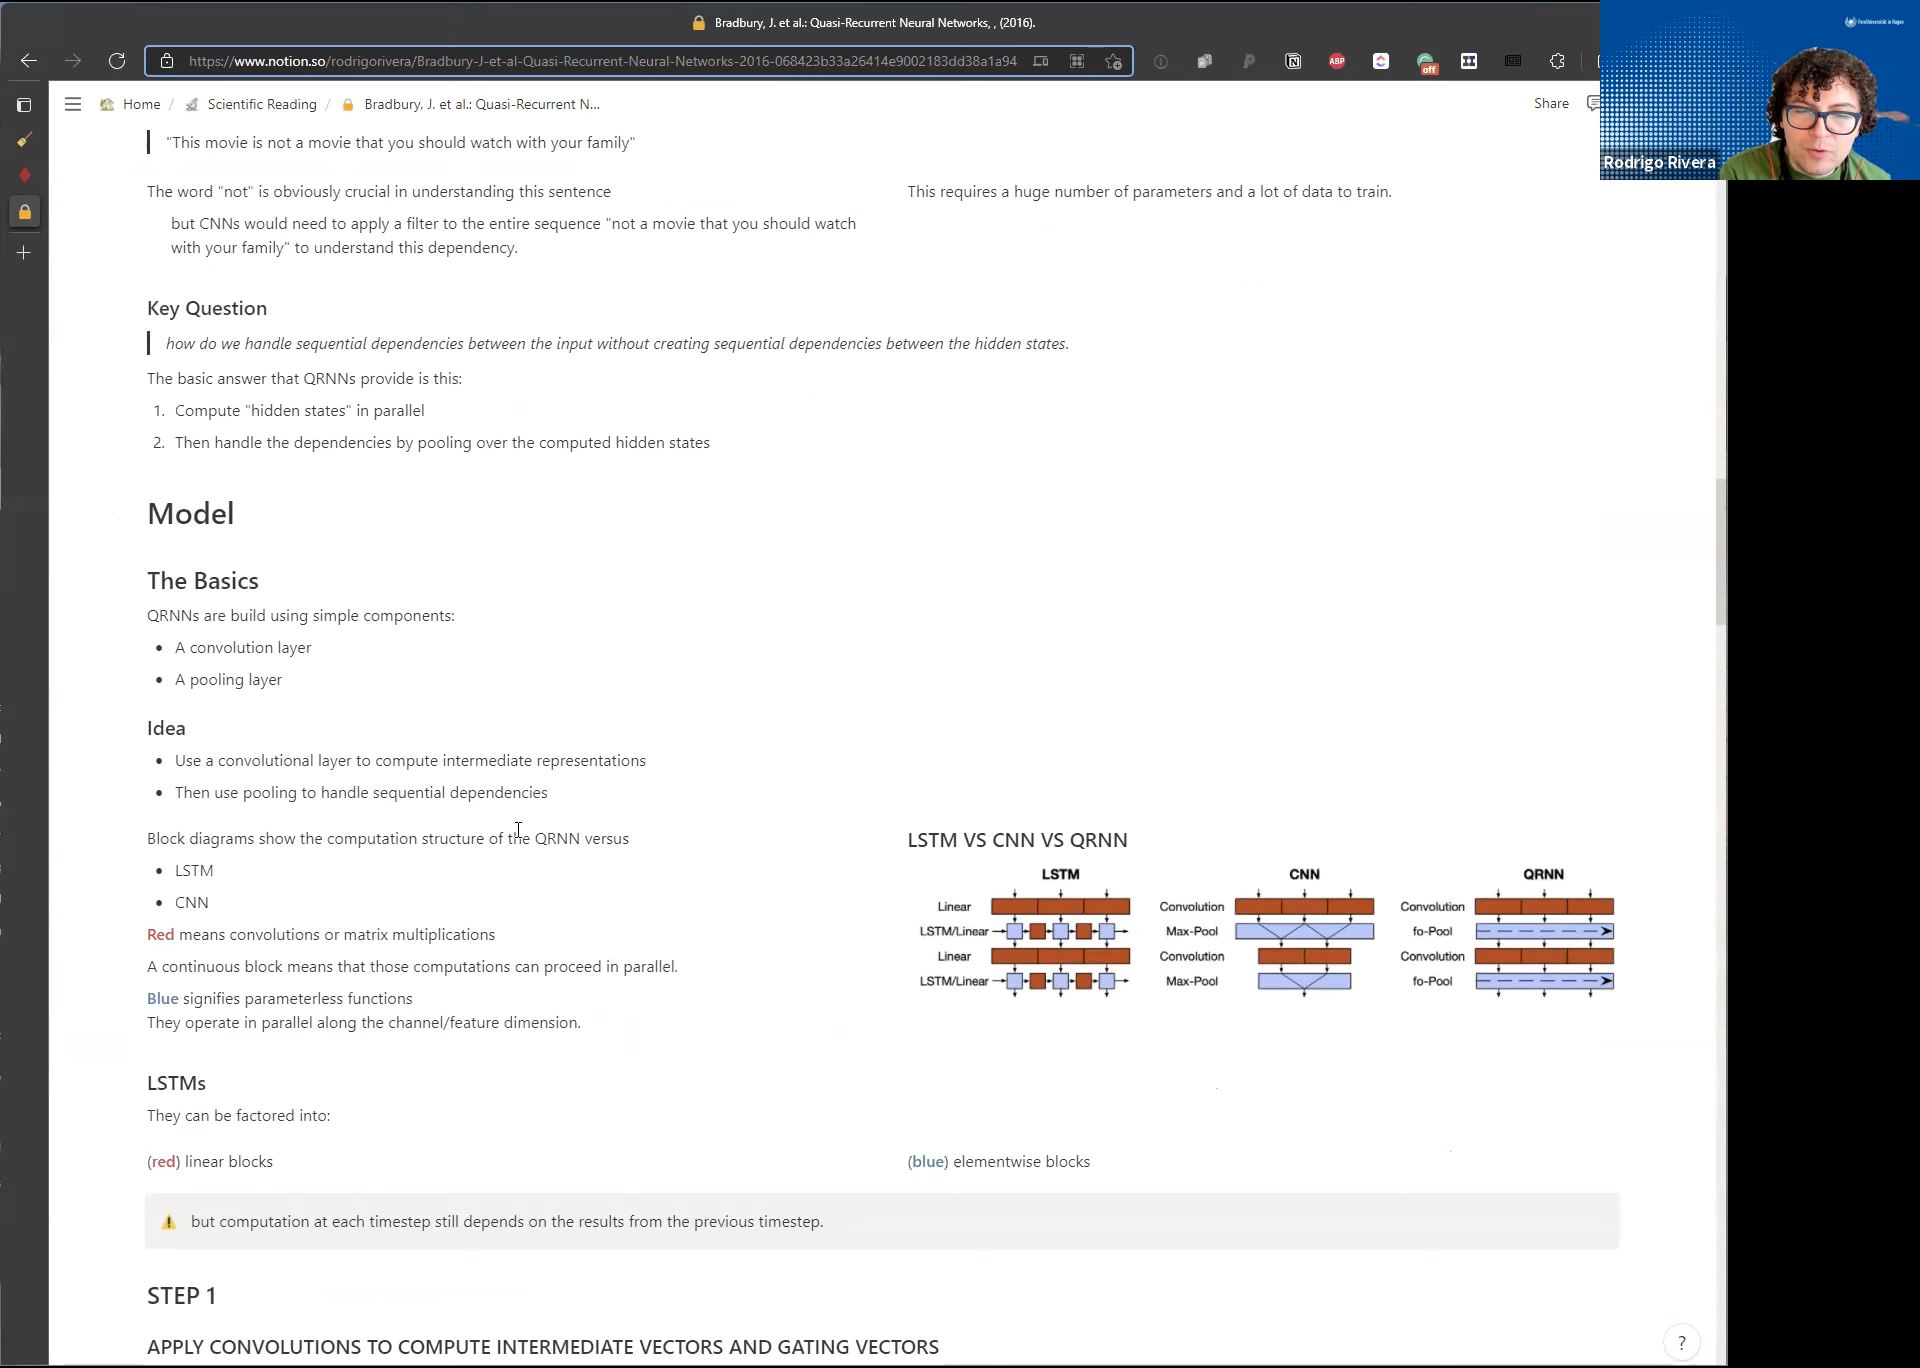 Bradbury, J. et al.: Quasi-Recurrent Neural Networks, , (2016).
https://www.notion.so/rodrigorivera/Bradbury-J-et-al-Quasi-Recurrent-Neural-Networks-2016-068423b33a26414e9002183dd38a1a94
ABP
off
Home / Scientific Reading / Bradbury, J. et al.: Quasi-Recurrent N...
Share
Rodrigo Rivera
"This movie is not a movie that you should watch with your family"
The word "not" is obviously crucial in understanding this sentence
but CNNs would need to apply a filter to the entire sequence "not a movie that you should watch
with your family" to understand this dependency.
This requires a huge number of parameters and a lot of data to train.
Key Question
how do we handle sequential dependencies between the input without creating sequential dependencies between the hidden states.
The basic answer that QRNNs provide is this:
1. Compute "hidden states" in parallel
2. Then handle the dependencies by pooling over the computed hidden states
Model
The Basics
QRNNs are build using simple components:
• A convolution layer
• A pooling layer
Idea
• Use a convolutional layer to compute intermediate representations
• Then use pooling to handle sequential dependencies
Block diagrams show the computation structure of the QRNN versus
• LSTM
• CNN
Red means convolutions or matrix multiplications
A continuous block means that those computations can proceed in parallel.
Blue signifies parameterless functions
They operate in parallel along the channel/feature dimension.
LSTM VS CNN VS QRNN
LSTM
Linear
LSTM/Linear
Linear
LSTM/Linear
CNN
Convolution
Max-Pool
Convolution
Max-Pool
QRNN
Convolution
fo-Pool
Convolution
fo-Pool
LSTMs
They can be factored into:
(red) linear blocks
(blue) elementwise blocks
but computation at each timestep still depends on the results from the previous timestep.
STEP 1
APPLY CONVOLUTIONS TO COMPUTE INTERMEDIATE VECTORS AND GATING VECTORS
?